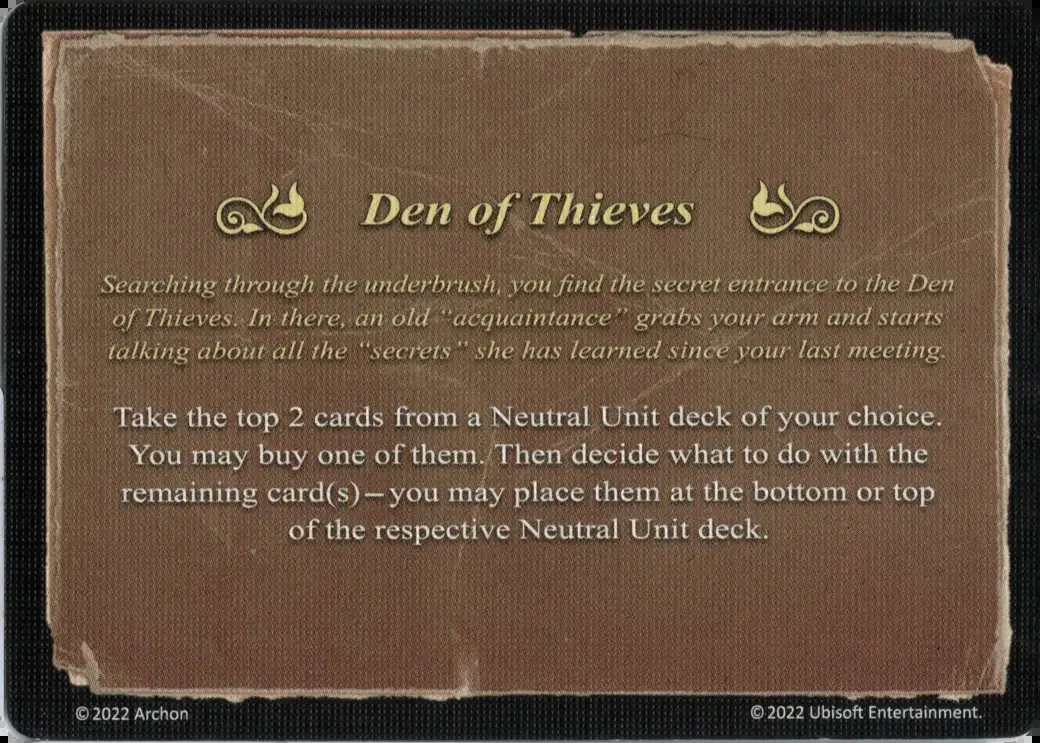 Den of Thieves
Searching through the underbrush, you find the secret entrance to the Den
of Thieves. In there, an old “acquaintance” grabs your arm and starts
talking about all the “secrets” she has learned since your last meeting.
Take the top 2 cards from a Neutral Unit deck of your choice.
You may buy one of them. Then decide what to do with the
remaining card(s) – you may place them at the bottom or top
of the respective Neutral Unit deck.
© 2022 Archon
© 2022 Ubisoft Entertainment.